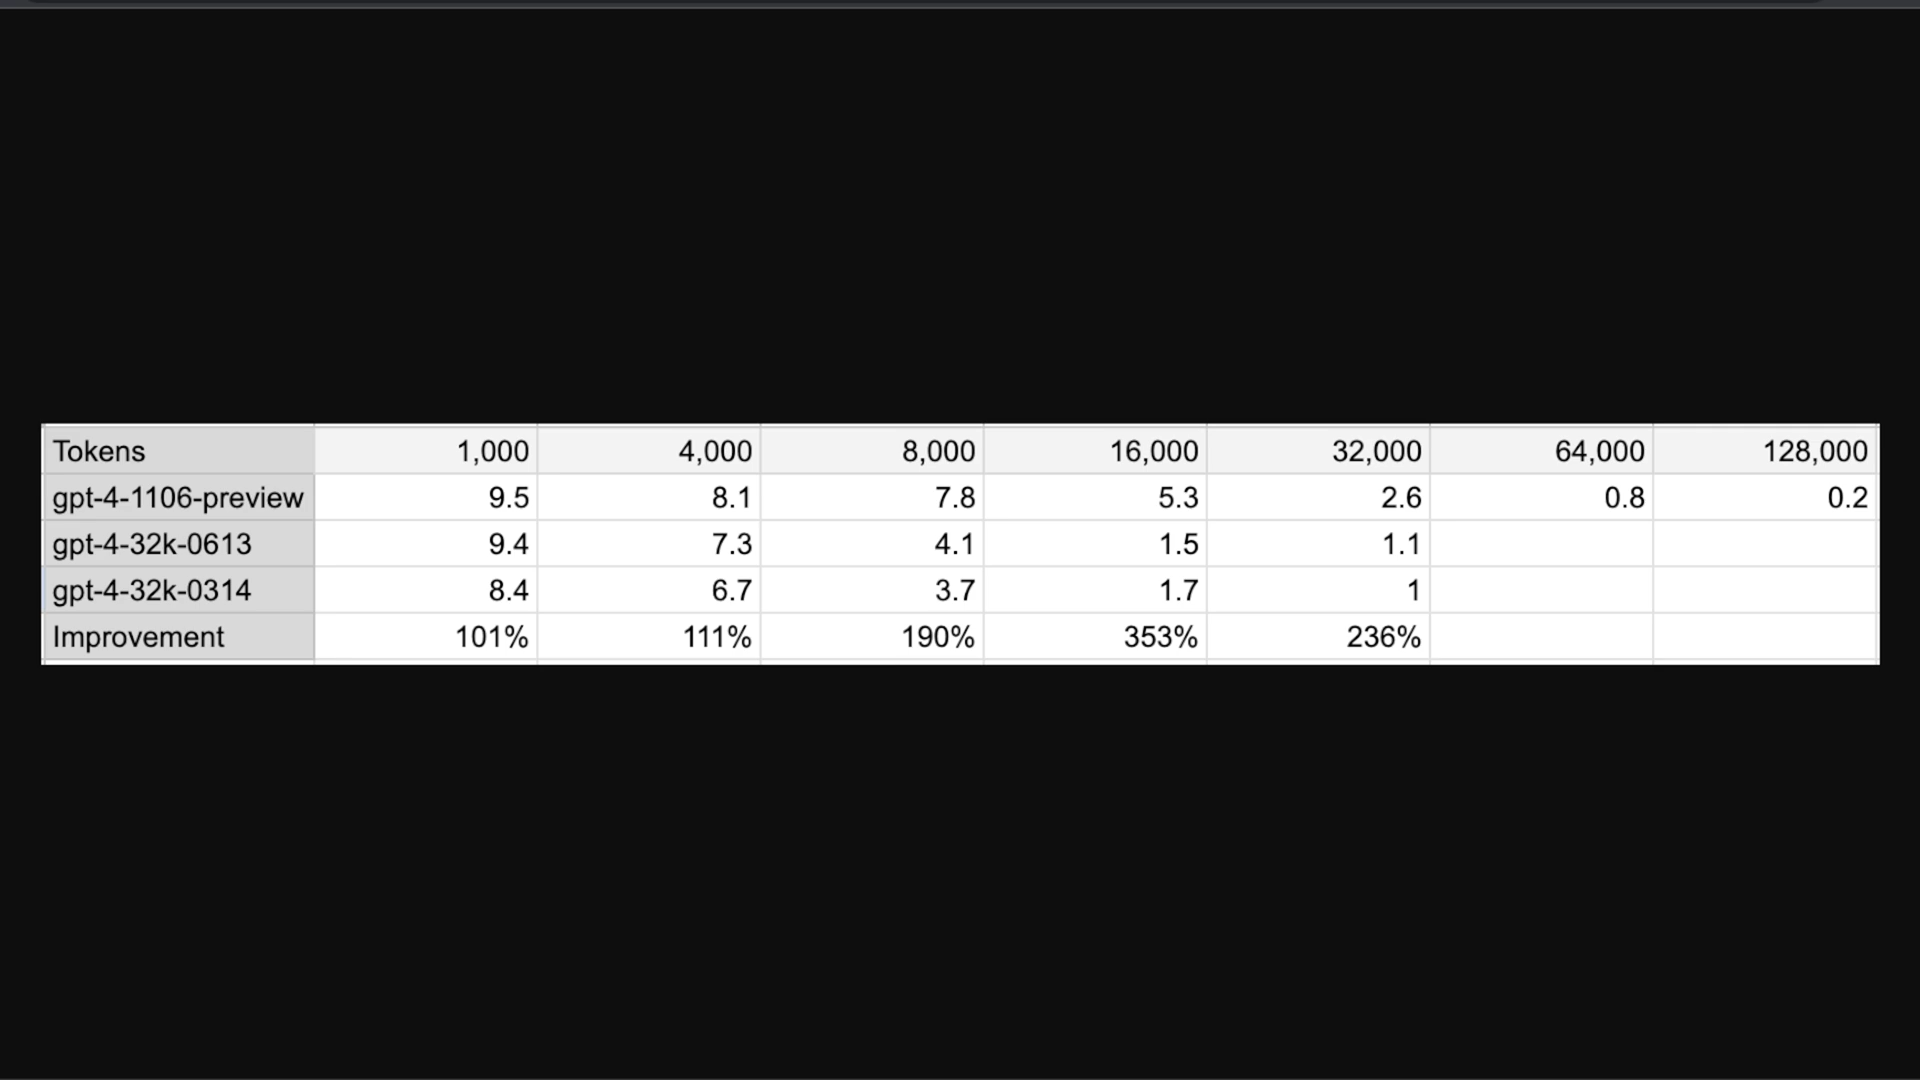 Tokens 1,000 4,000 8,000 16,000 32,000 64,000 128,000
gpt-4-1106-preview 9.5 8.1 7.8 5.3 2.6 0.8 0.2
gpt-4-32k-0613 9.4 7.3 4.1 1.5 1.1
gpt-4-32k-0314 8.4 6.7 3.7 1.7 1
Improvement 101% 111% 190% 353% 236%